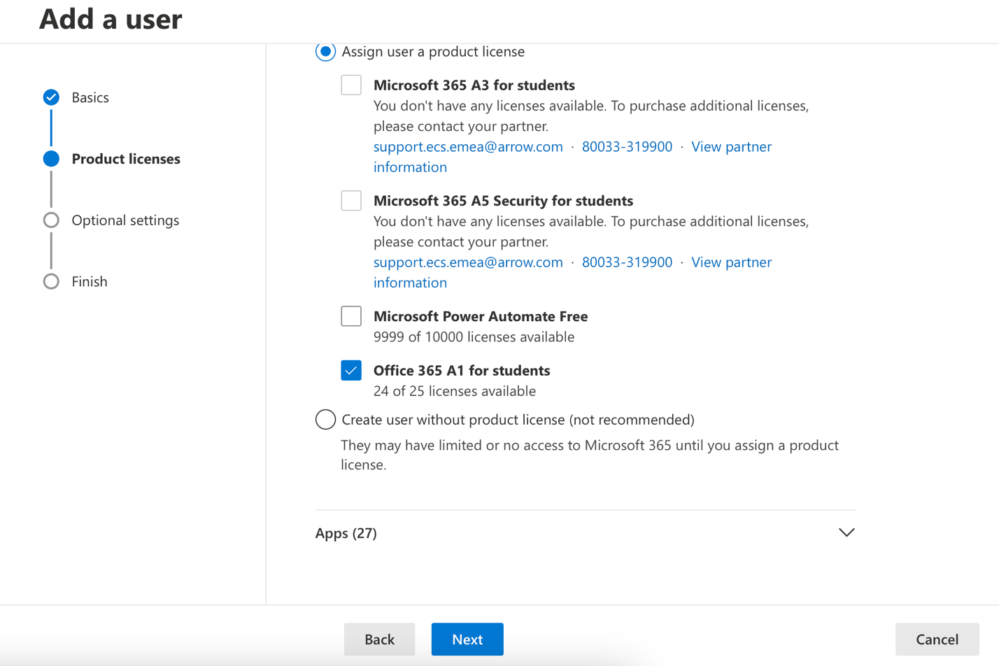 Add a user
Basics
Product licenses
Optional settings
Finish
Assign user a product license
Microsoft 365 A3 for students
You don't have any licenses available. To purchase additional licenses,
please contact your partner.
support.ecs.emea@arrow.com · 80033-319900 · View partner
information
Microsoft 365 A5 Security for students
You don't have any licenses available. To purchase additional licenses,
please contact your partner.
support.ecs.emea@arrow.com · 80033-319900 · View partner
information
Microsoft Power Automate Free
9999 of 10000 licenses available
Office 365 A1 for students
24 of 25 licenses available
Create user without product license (not recommended)
They may have limited or no access to Microsoft 365 until you assign a product
license.
Apps (27)
Back
Next
Cancel